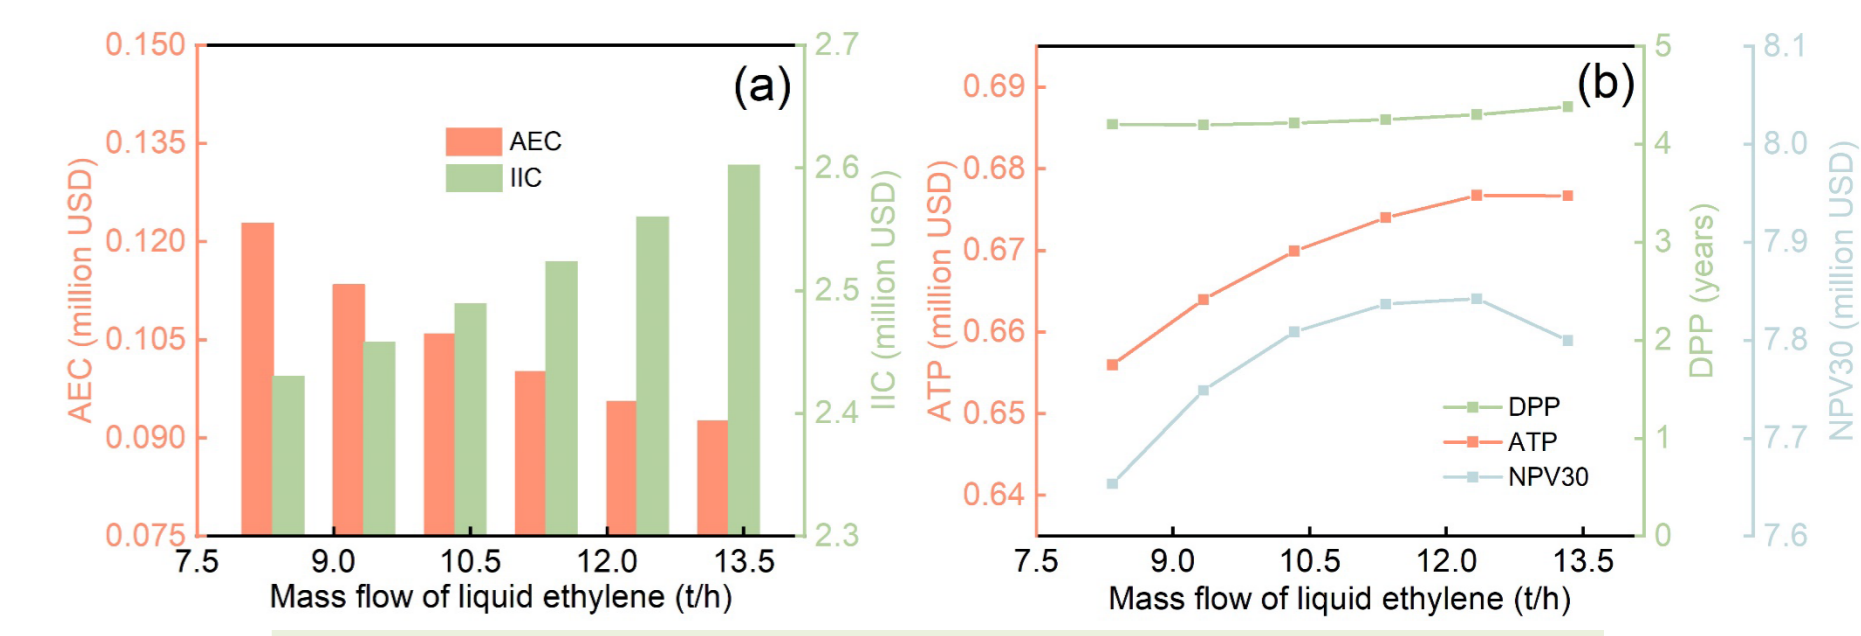 (a)
AEC (million USD)
0.150
0.135
0.120
0.105
0.090
0.075
AEC
IIC
2.7
2.6
2.5
2.4
2.3
IIC (million USD)
7.5 9.0 10.5 12.0 13.5
Mass flow of liquid ethylene (t/h)
(b)
ATP (million USD)
0.69
0.68
0.67
0.66
0.65
0.64
DPP
ATP
NPV30
5
4
3
2
1
0
DPP (years)
8.1
8.0
7.9
7.8
7.7
7.6
NPV30 (million USD)
7.5 9.0 10.5 12.0 13.5
Mass flow of liquid ethylene (t/h)